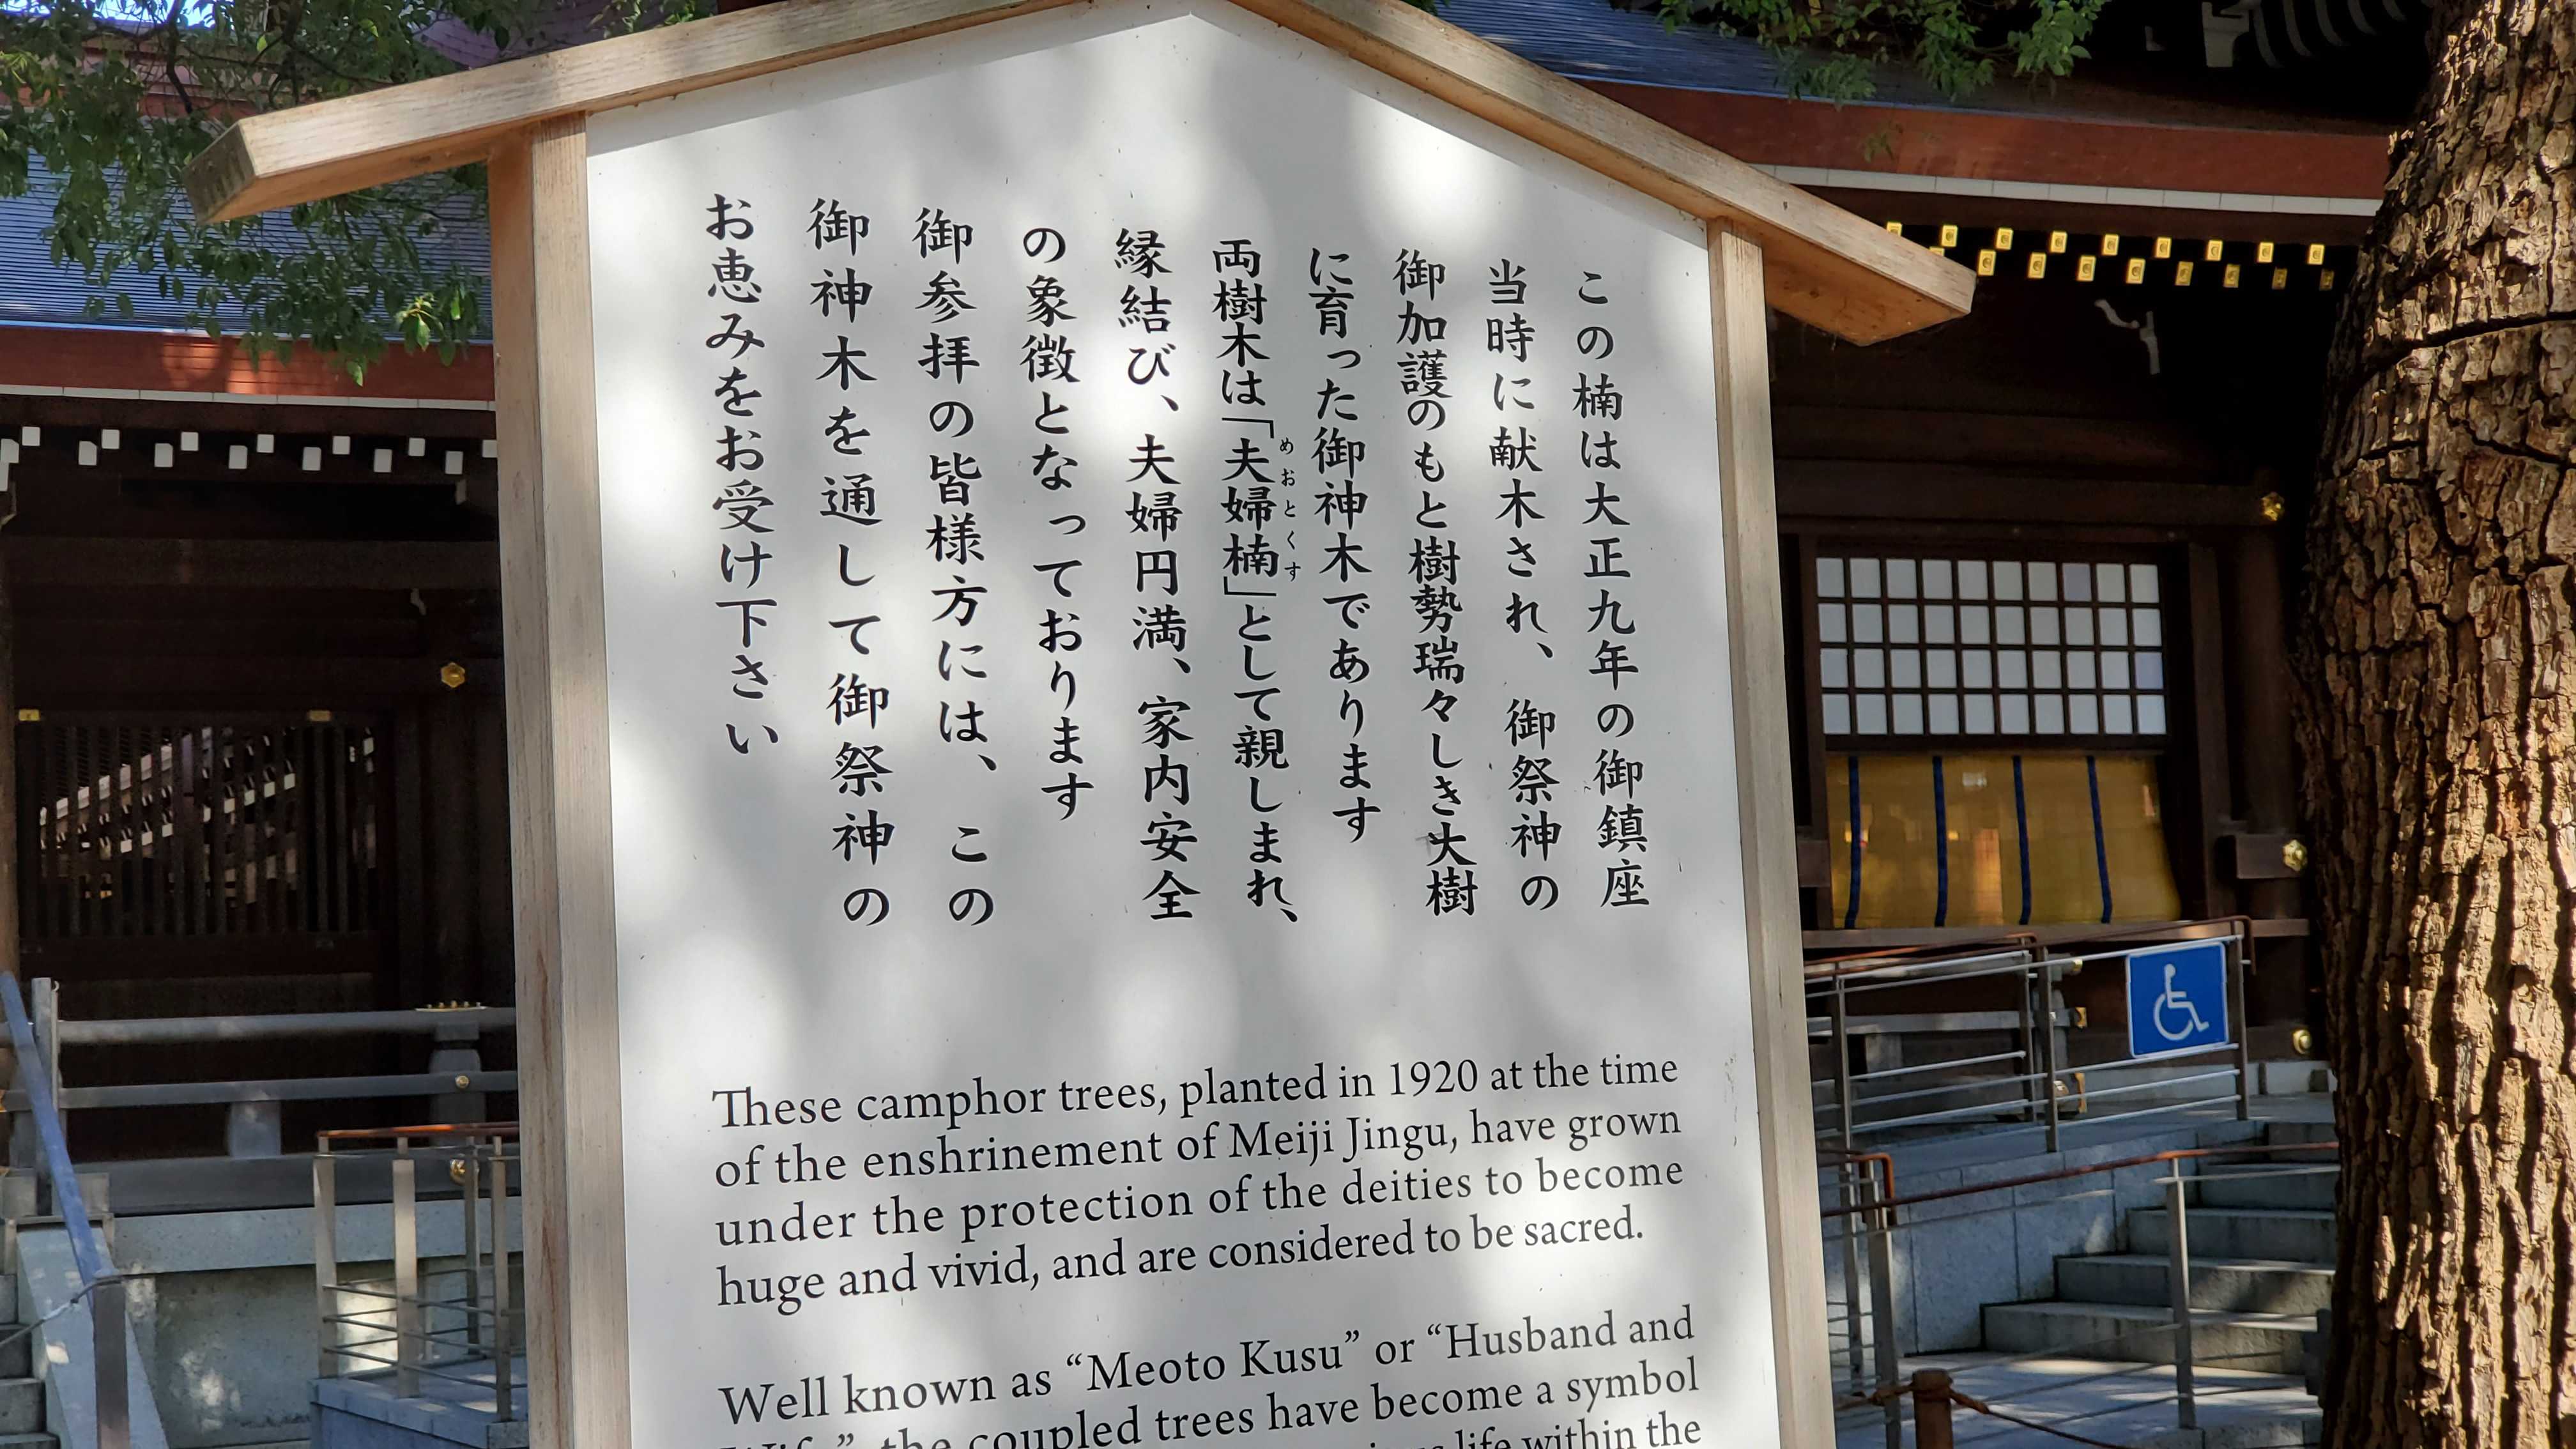 この楠は大正九年の御鎮座
当時に献木され、御祭神の
御加護のもと樹勢瑞々しき大樹
に育った御神木であります
両樹木は「夫婦楠」として親しまれ、
めおとくす
縁結び、夫婦円満、家内安全
の象徴となっております
御参拝の皆様方には、この
御神木を通して御祭神の
お恵みをお受け下さい
These camphor trees, planted in 1920 at the time
of the enshrinement of Meiji Jingu, have grown
under the protection of the deities to become
huge and vivid, and are considered to be sacred.
Well known as “Meoto Kusu” or “Husband and
the coupled trees have become a symbol
life within the